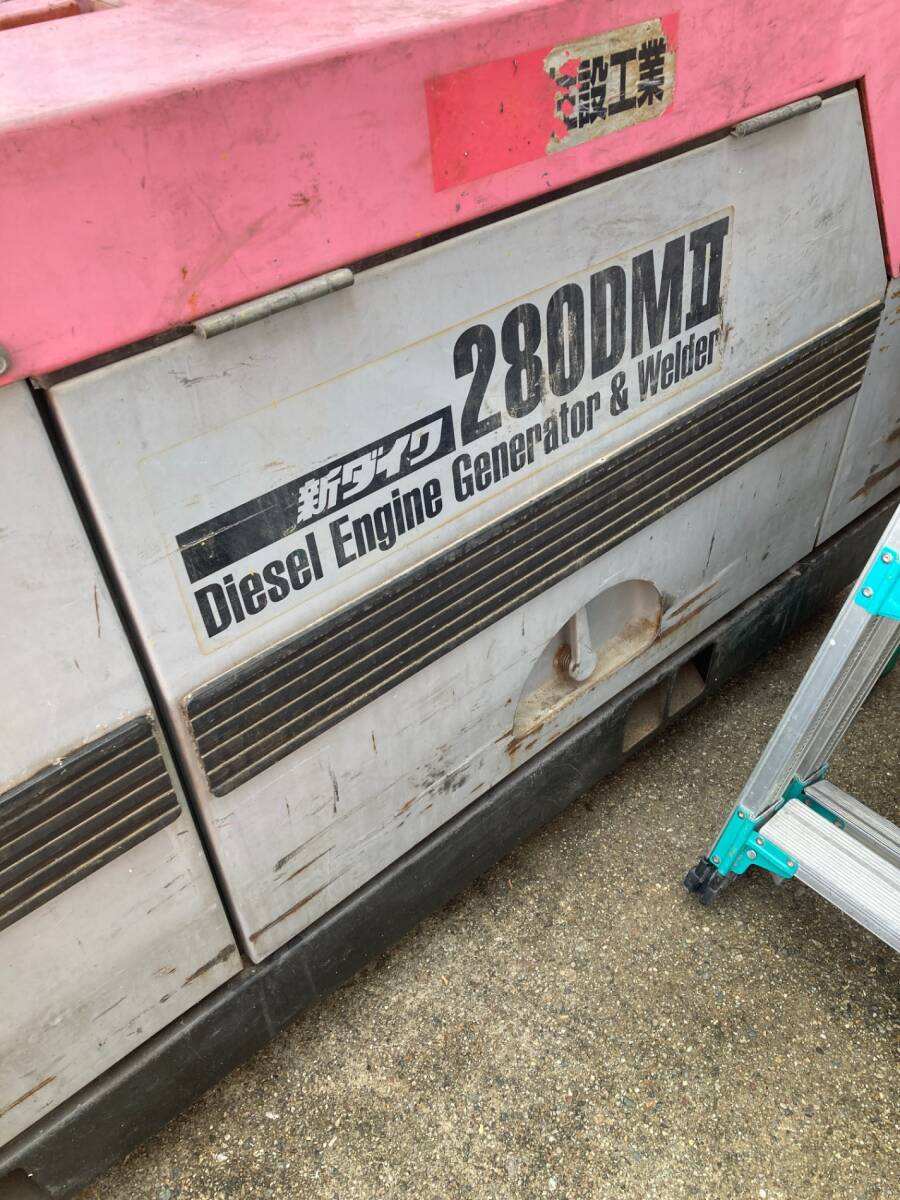 設工業
280DMII
新ダイワ
Diesel Engine Generator & Welder